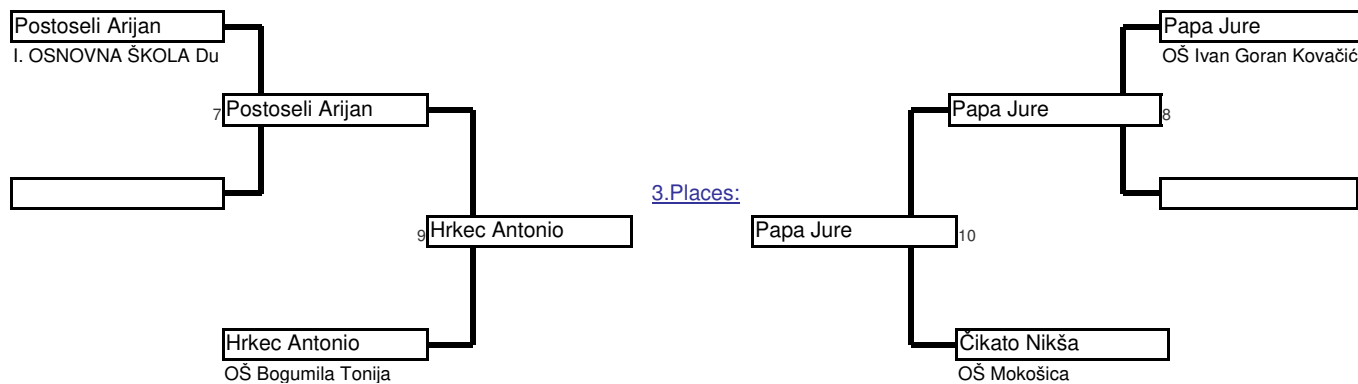 Postoseli Arijan
I. OSNOVNA ŠKOLA Du
7 Postoseli Arijan
9 Hrkec Antonio
Hrkec Antonio
OŠ Bogumila Tonija
3.Places:
Papa Jure
OŠ Ivan Goran Kovačić
Papa Jure 8
Papa Jure 10
Čikato Nikša
OŠ Mokošica